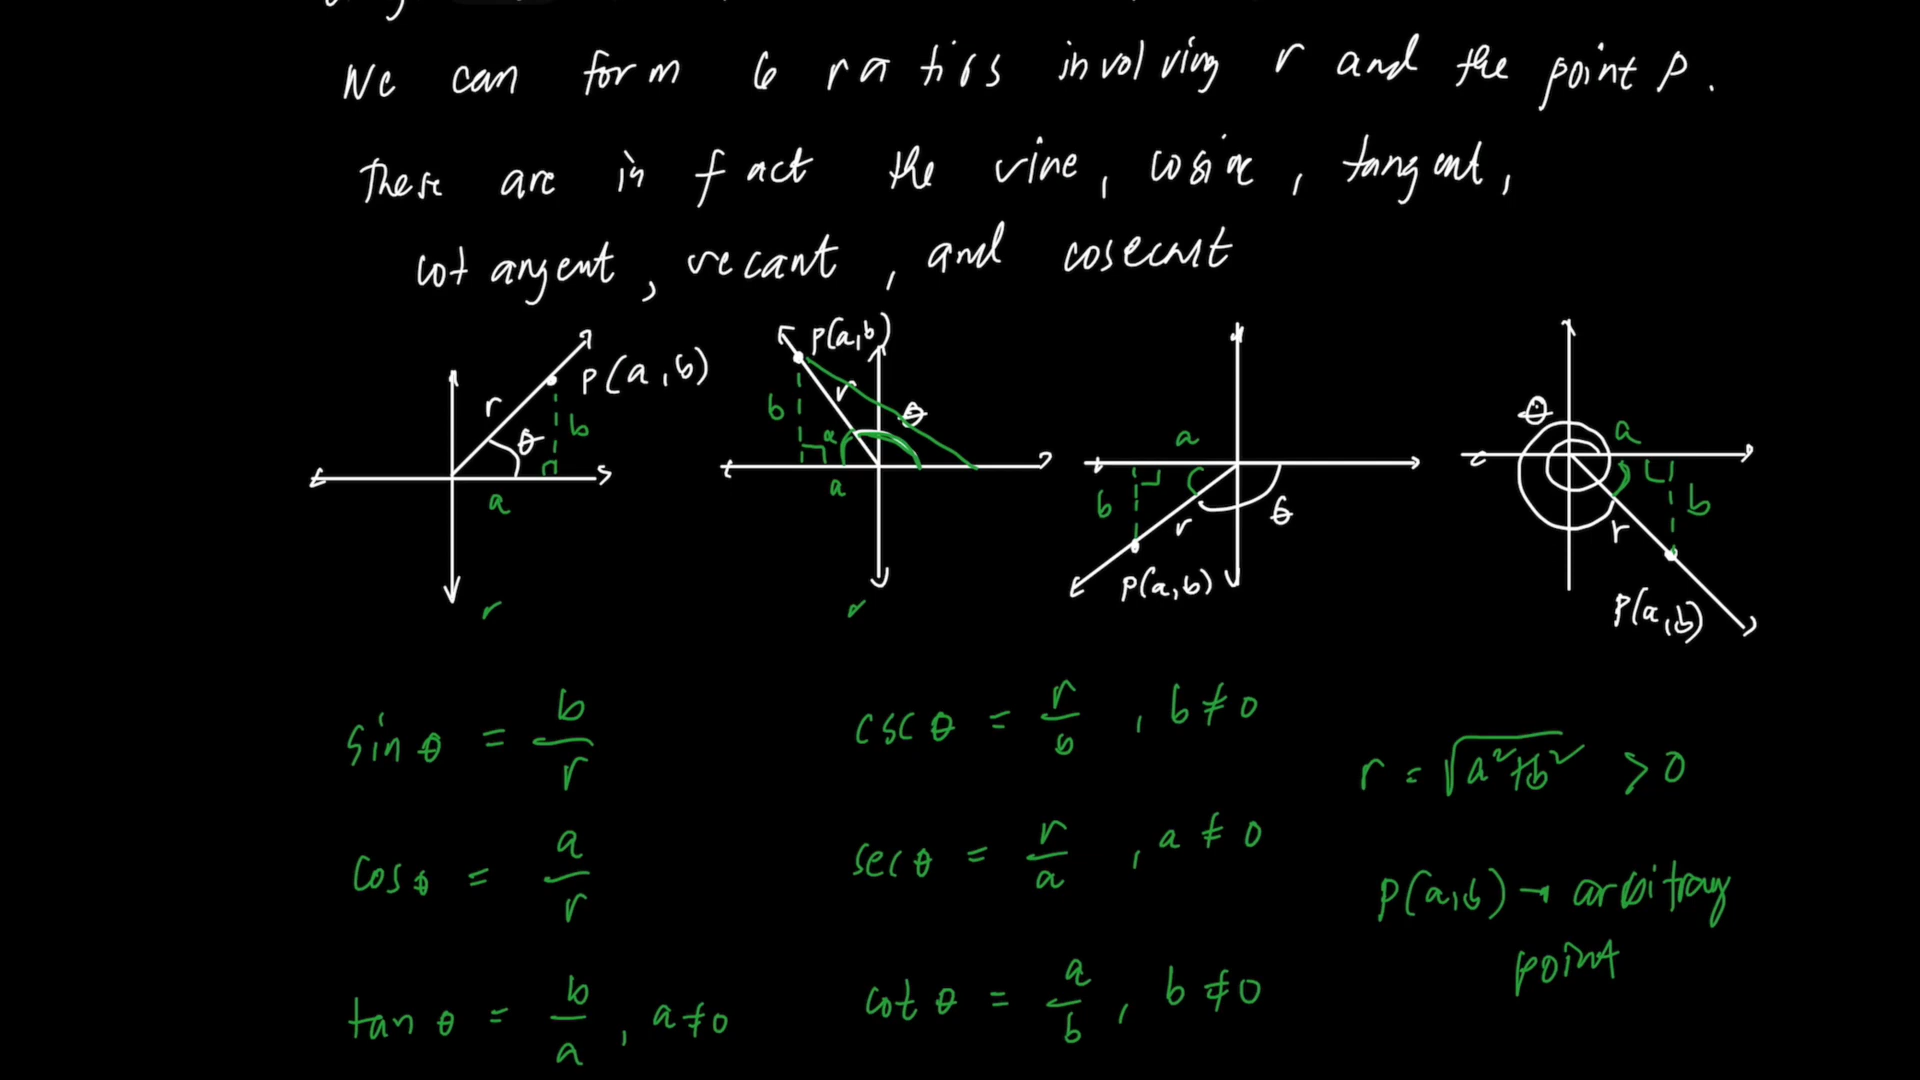 We can form 6 ratios involving r and the point P.
These are in fact the sine, cosine, tangent,
cotangent, secant, and cosecant
P(a,b)
r
θ
b
a
P(a,b)
r
θ
b
α
a
a
b
r
θ
P(a,b)
θ
a
b
r
P(a,b)
r
r
sin θ = b/r
csc θ = r/b , b ≠ 0
r = √(a²+b²) > 0
cos θ = a/r
sec θ = r/a , a ≠ 0
P(a,b) → arbitray
point
tan θ = b/a , a ≠ 0
cot θ = a/b , b ≠ 0